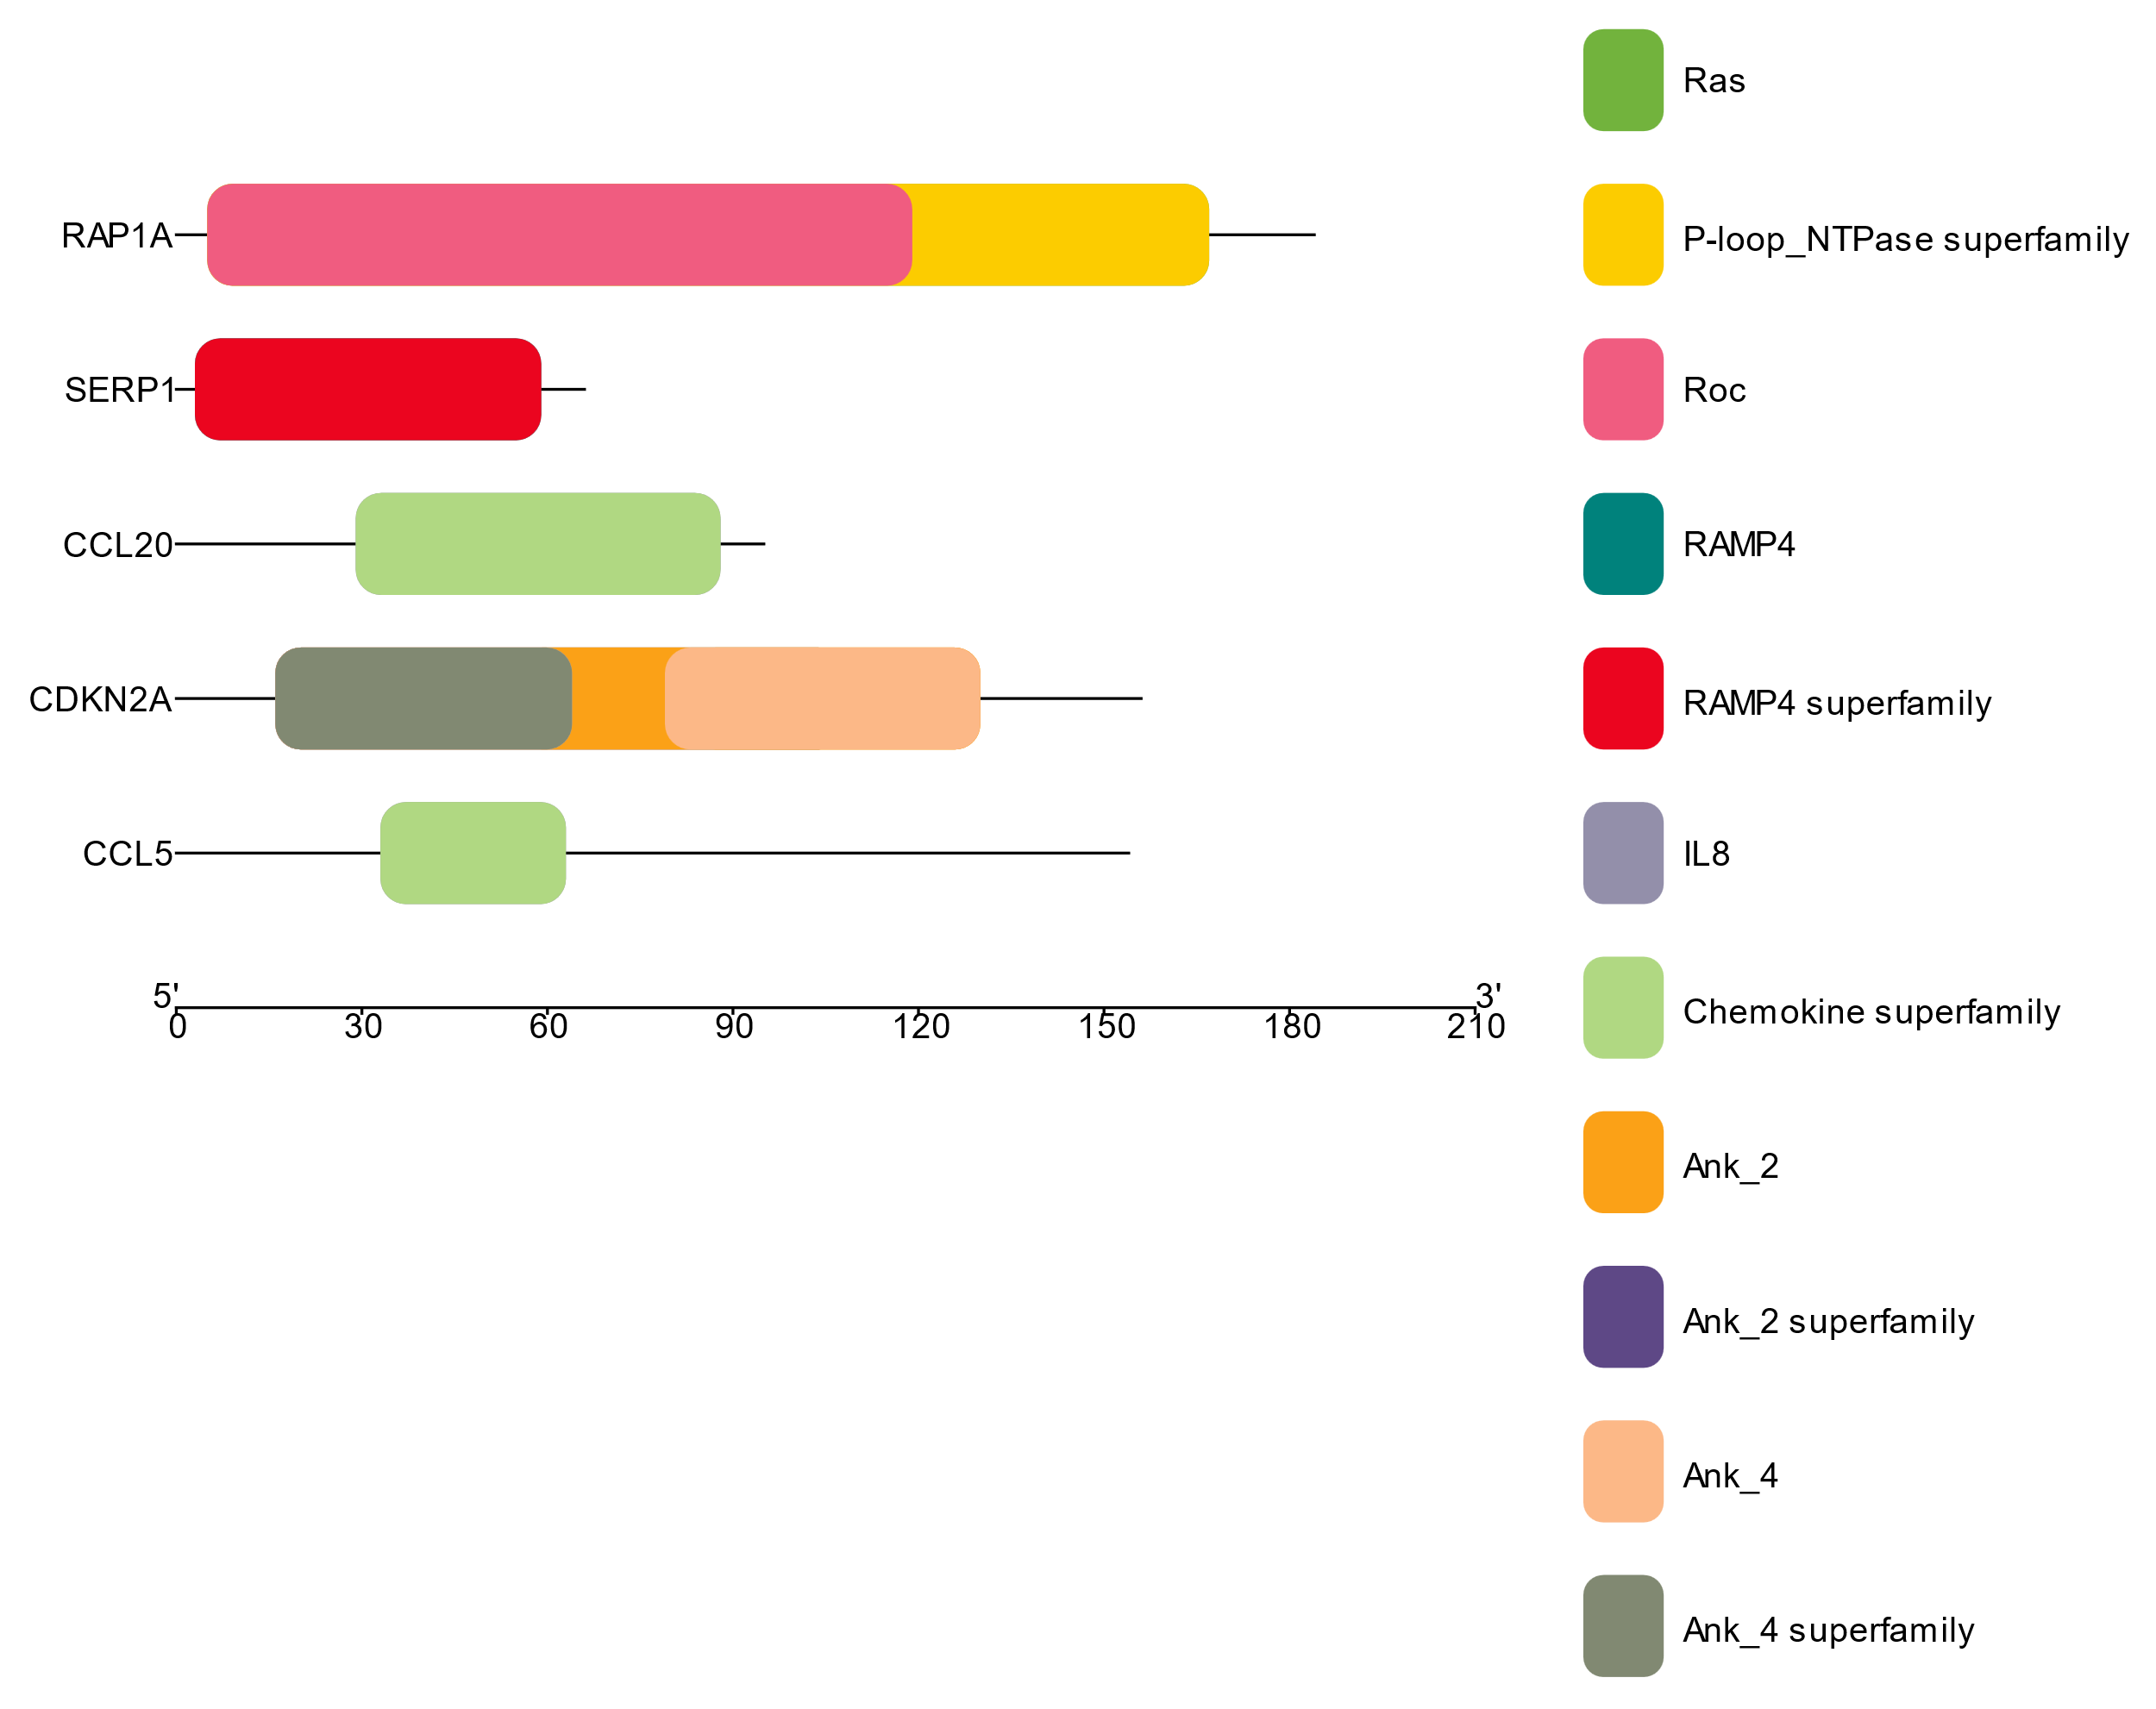 Ras
RAP1A
P-loop_NTPase superfamily
SERP1
Roc
CCL20
RAMP4
CDKN2A
RAMP4 superfamily
CCL5
IL8
5'
3'
0 30 60 90 120 150 180 210
Chemokine superfamily
Ank_2
Ank_2 superfamily
Ank_4
Ank_4 superfamily